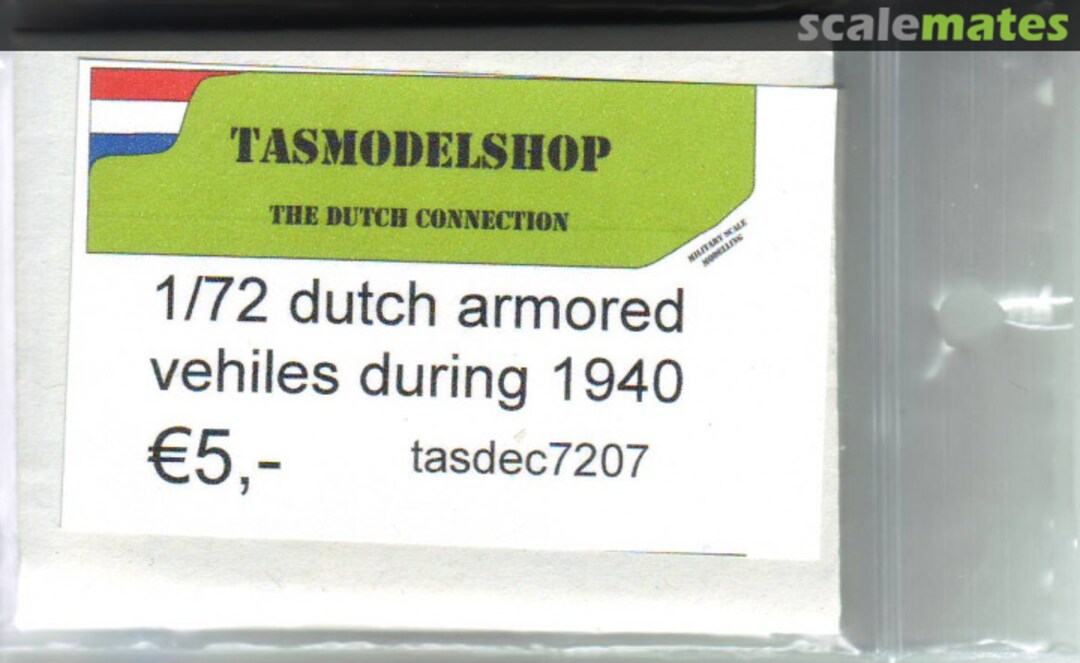 scalemates
TASMODELSHOP
THE DUTCH CONNECTION
MILITARY SCALE
MODELLING
1/72 dutch armored
vehiles during 1940
€5,- tasdec7207